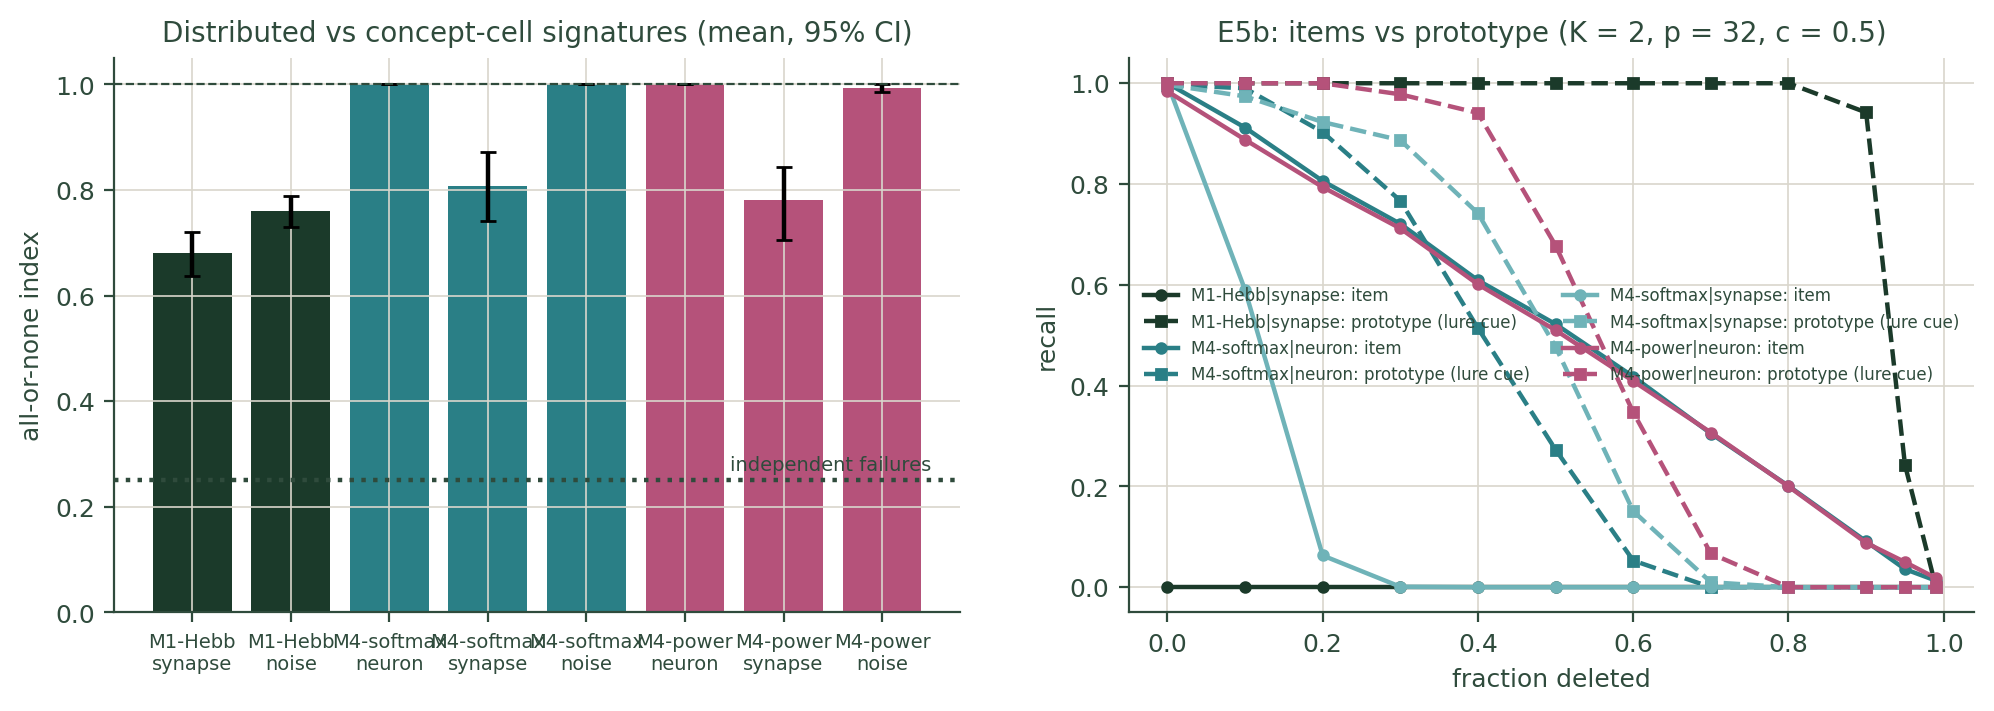 Distributed vs concept-cell signatures (mean, 95% CI)
all-or-none index
1.0
0.8
0.6
0.4
0.2
0.0
independent failures
M1-Hebb
synapse
M1-Hebb
noise
M4-softmax
neuron
M4-softmax
synapse
M4-softmax
noise
M4-power
neuron
M4-power
synapse
M4-power
noise
E5b: items vs prototype (K = 2, p = 32, c = 0.5)
recall
1.0
0.8
0.6
0.4
0.2
0.0
M1-Hebb|synapse: item
M1-Hebb|synapse: prototype (lure cue)
M4-softmax|neuron: item
M4-softmax|neuron: prototype (lure cue)
M4-softmax|synapse: item
M4-softmax|synapse: prototype (lure cue)
M4-power|neuron: item
M4-power|neuron: prototype (lure cue)
0.0
0.2
0.4
0.6
0.8
1.0
fraction deleted